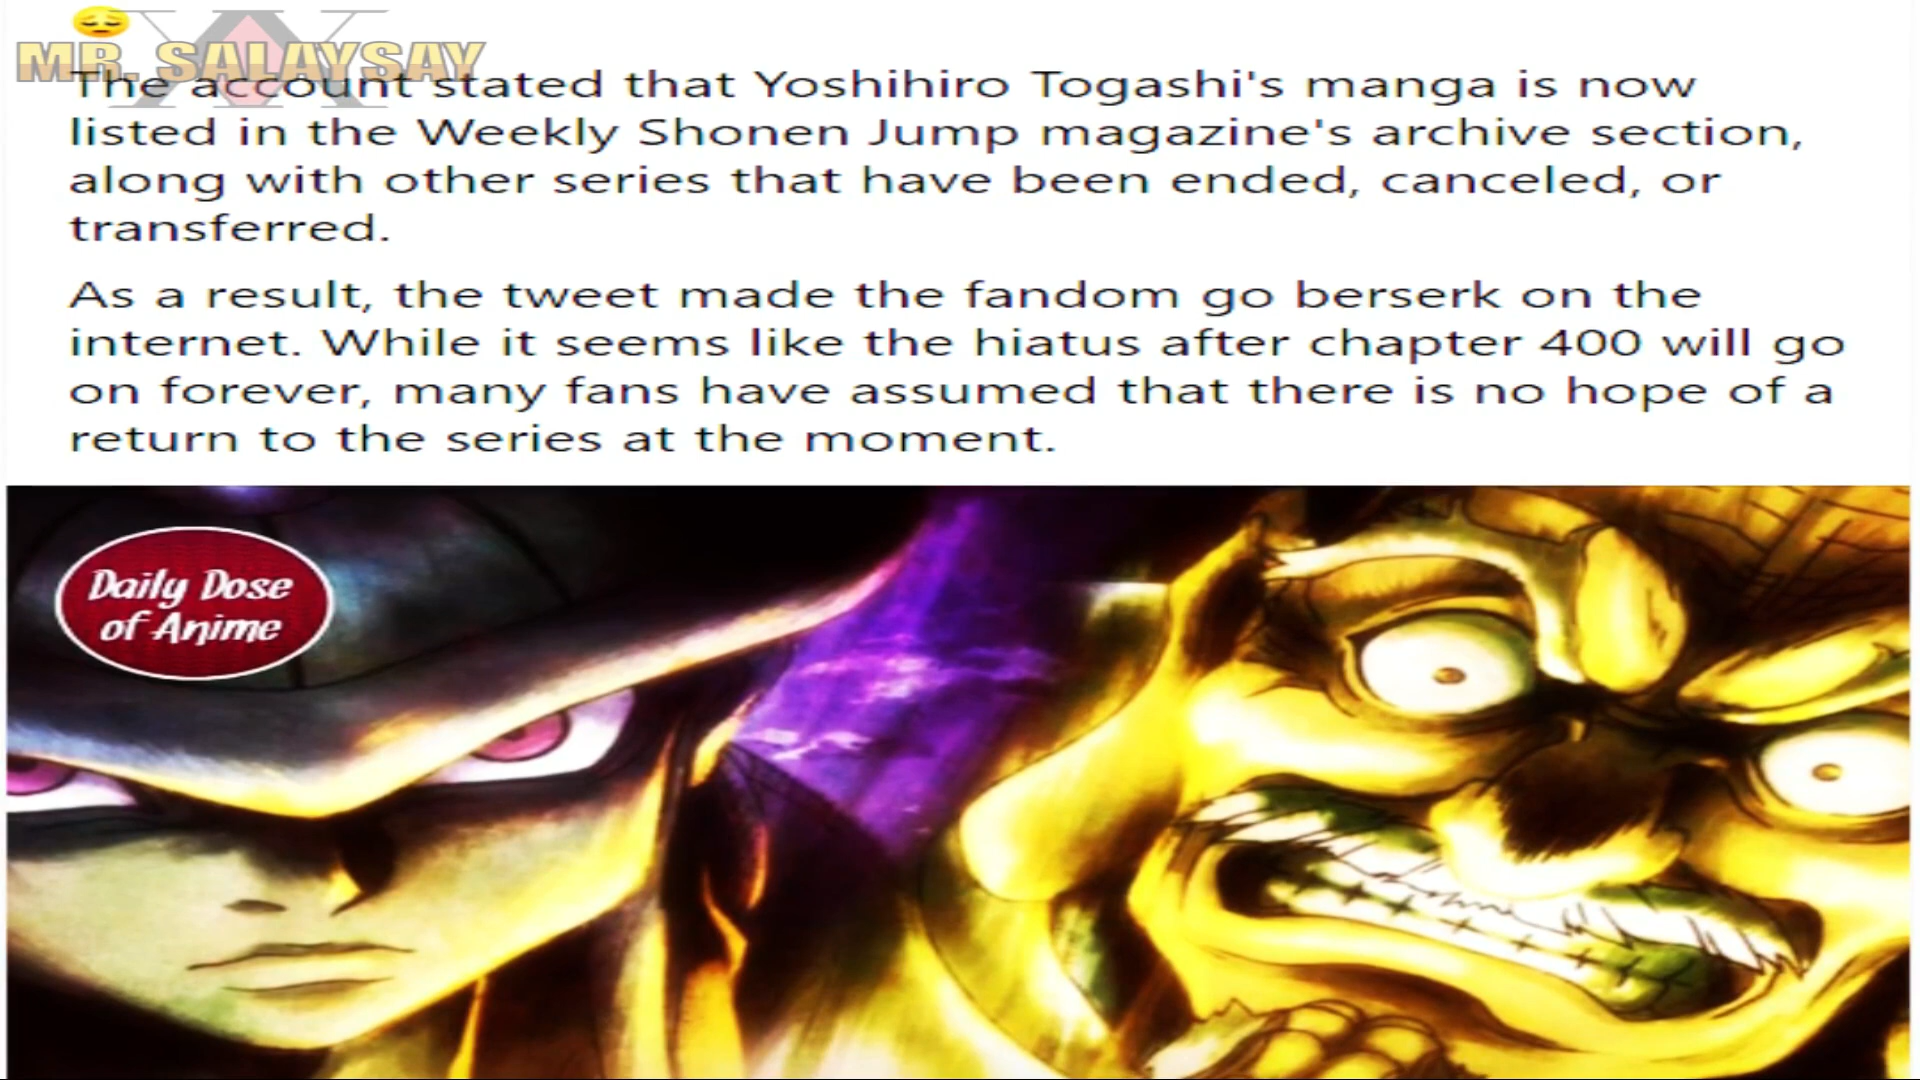 MR. SALAYSAY
The account stated that Yoshihiro Togashi's manga is now
listed in the Weekly Shonen Jump magazine's archive section,
along with other series that have been ended, canceled, or
transferred.
As a result, the tweet made the fandom go berserk on the
internet. While it seems like the hiatus after chapter 400 will go
on forever, many fans have assumed that there is no hope of a
return to the series at the moment.
Daily Dose
of Anime